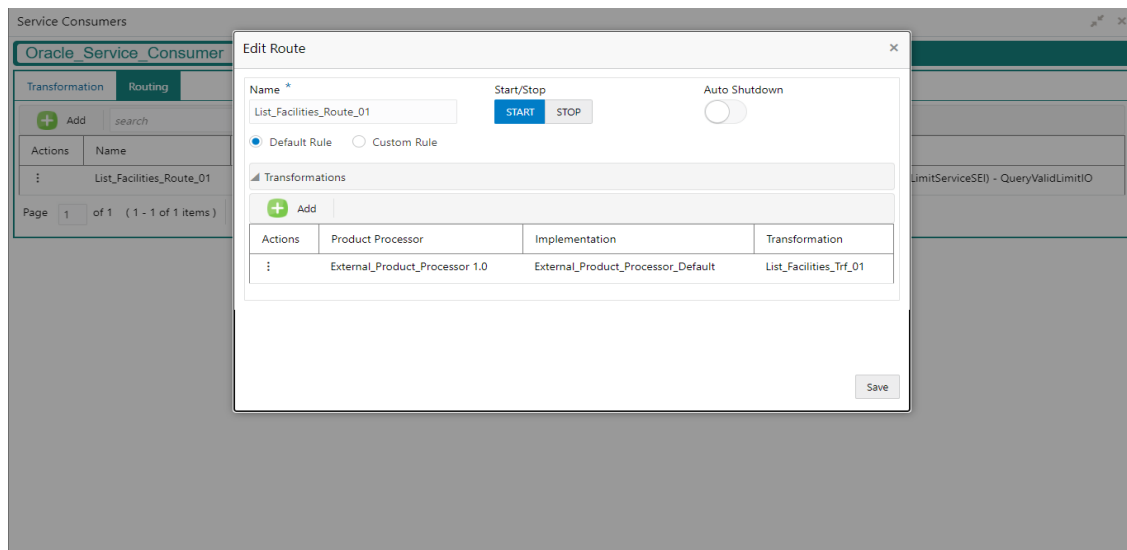 Service Consumers
Oracle_Service_Consumer
Transformation Routing
Add search
Actions Name
List_Facilities_Route_01 LimitServiceSEI) - QueryValidLimitIO
Page 1 of 1 ( 1 - 1 of 1 items )
Edit Route
Name * Start/Stop Auto Shutdown
List_Facilities_Route_01 START STOP
Default Rule Custom Rule
Transformations
Add
Actions Product Processor Implementation Transformation
External_Product_Processor 1.0 External_Product_Processor_Default List_Facilities_Trf_01
Save